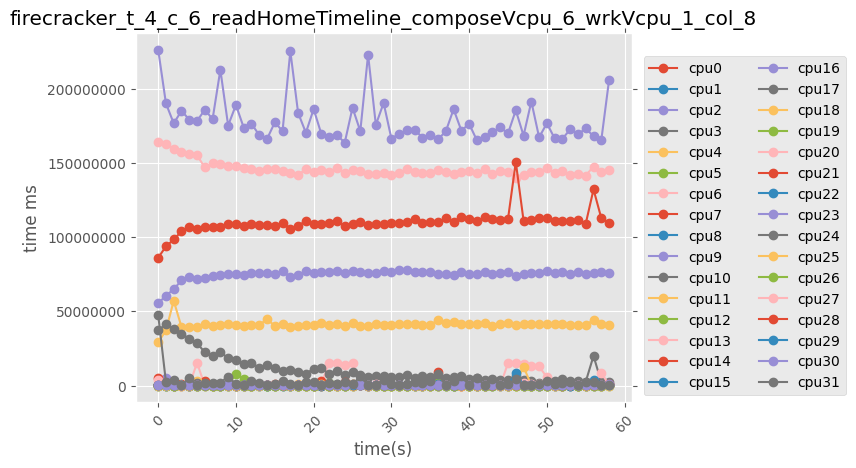 firecracker_t_4_c_6_readHomeTimeline_composeVcpu_6_wrkVcpu_1_col_8
time ms
200000000
150000000
100000000
50000000
0
0
10
20
30
40
50
60
time(s)
cpu0
cpu1
cpu2
cpu3
cpu4
cpu5
cpu6
cpu7
cpu8
cpu9
cpu10
cpu11
cpu12
cpu13
cpu14
cpu15
cpu16
cpu17
cpu18
cpu19
cpu20
cpu21
cpu22
cpu23
cpu24
cpu25
cpu26
cpu27
cpu28
cpu29
cpu30
cpu31